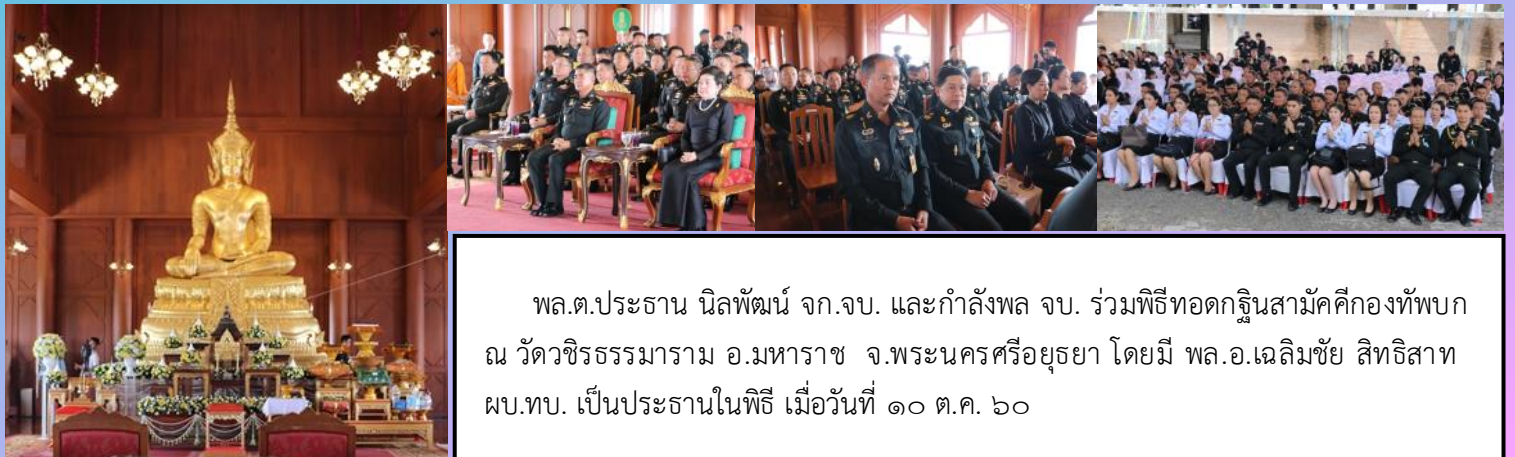 พล.ต.ประธาน นิลพัฒน์ จก.จบ. และกำลังพล จบ. ร่วมพิธีทอดกฐินสามัคคีกองทัพบก
ณ วัดวชิรธรรมาราม อ.มหาราช จ.พระนครศรีอยุธยา โดยมี พล.อ.เฉลิมชัย สิทธิสาท
ผบ.ทบ. เป็นประธานในพิธี เมื่อวันที่ ๑๐ ต.ค. ๖๐